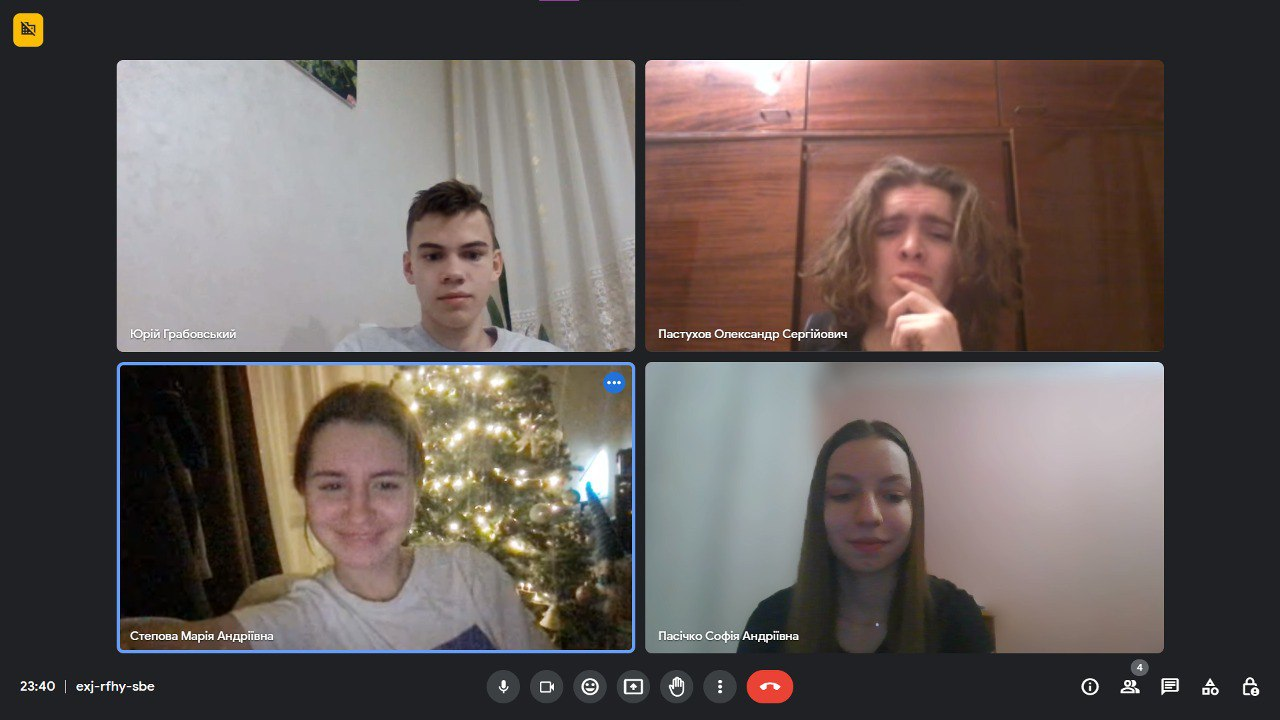 Юрій Грабовський
Пастухов Олександр Сергійович
Степова Марія Андріївна
Пасічко Софія Андріївна
4
23:40 | exj-rfhy-sbe